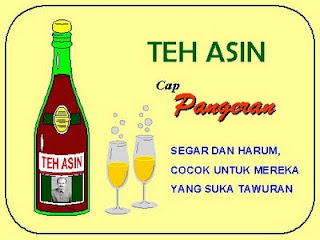 TEH ASIN
Cap
Pangeran
TEH ASIN
SEGAR DAN HARUM,
COCOK UNTUK MEREKA
YANG SUKA TAWURAN